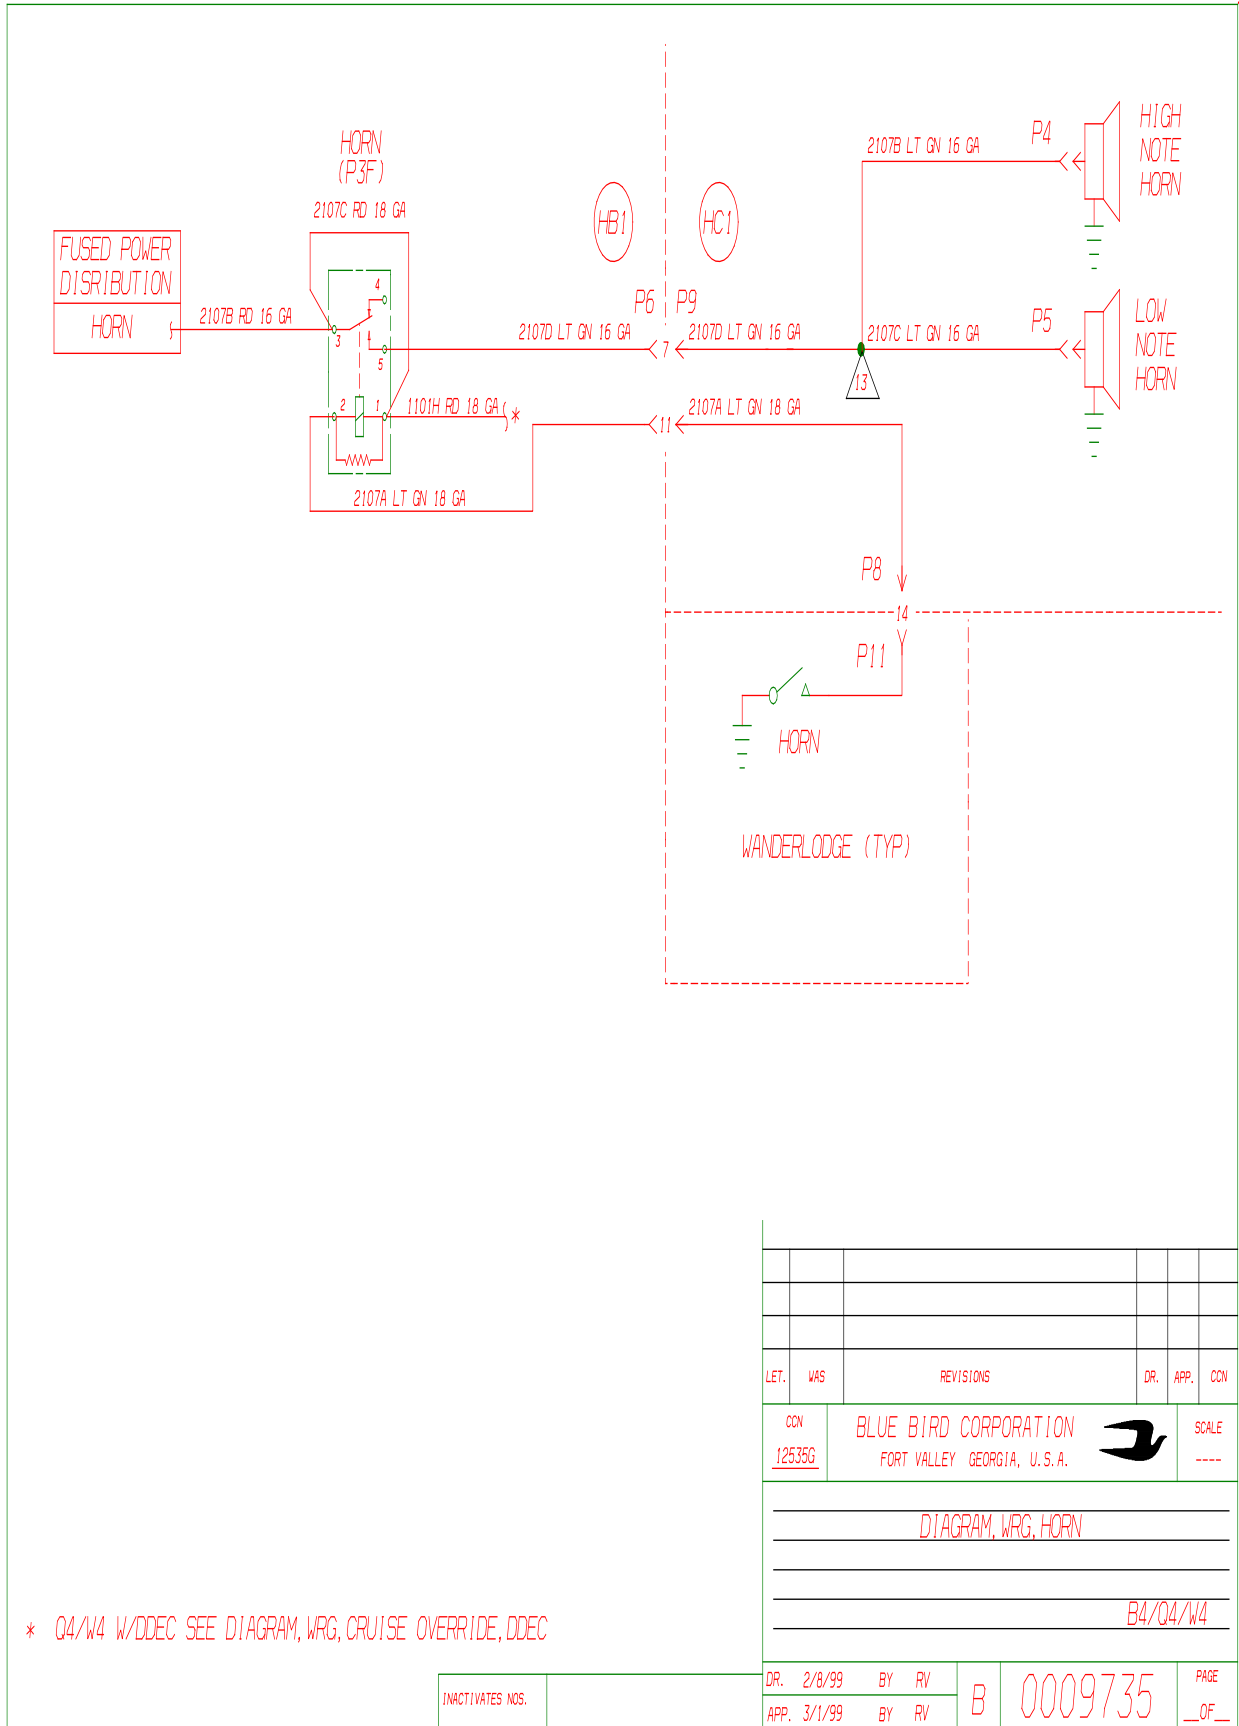 HORN
(P3F)
2107C RD 18 GA
FUSED POWER
DISRIBUTION
HORN
2107B RD 16 GA
4
3
5
2
1
1101H RD 18 GA
*
2107A LT GN 18 GA
HB1
HC1
P6
P9
2107D LT GN 16 GA
7
2107D LT GN 16 GA
11
2107A LT GN 18 GA
13
2107B LT GN 16 GA
P4
HIGH
NOTE
HORN
2107C LT GN 16 GA
P5
LOW
NOTE
HORN
P8
14
P11
HORN
WANDERLODGE (TYP)
LET.
WAS
REVISIONS
DR.
APP.
CCN
CCN
12535G
BLUE BIRD CORPORATION
FORT VALLEY GEORGIA, U.S.A.
SCALE
----
DIAGRAM, WRG, HORN
B4/Q4/W4
* Q4/W4 W/DDEC SEE DIAGRAM, WRG, CRUISE OVERRIDE, DDEC
INACTIVATES NOS.
DR. 2/8/99 BY RV
APP. 3/1/99 BY RV
B
0009735
PAGE
__OF__